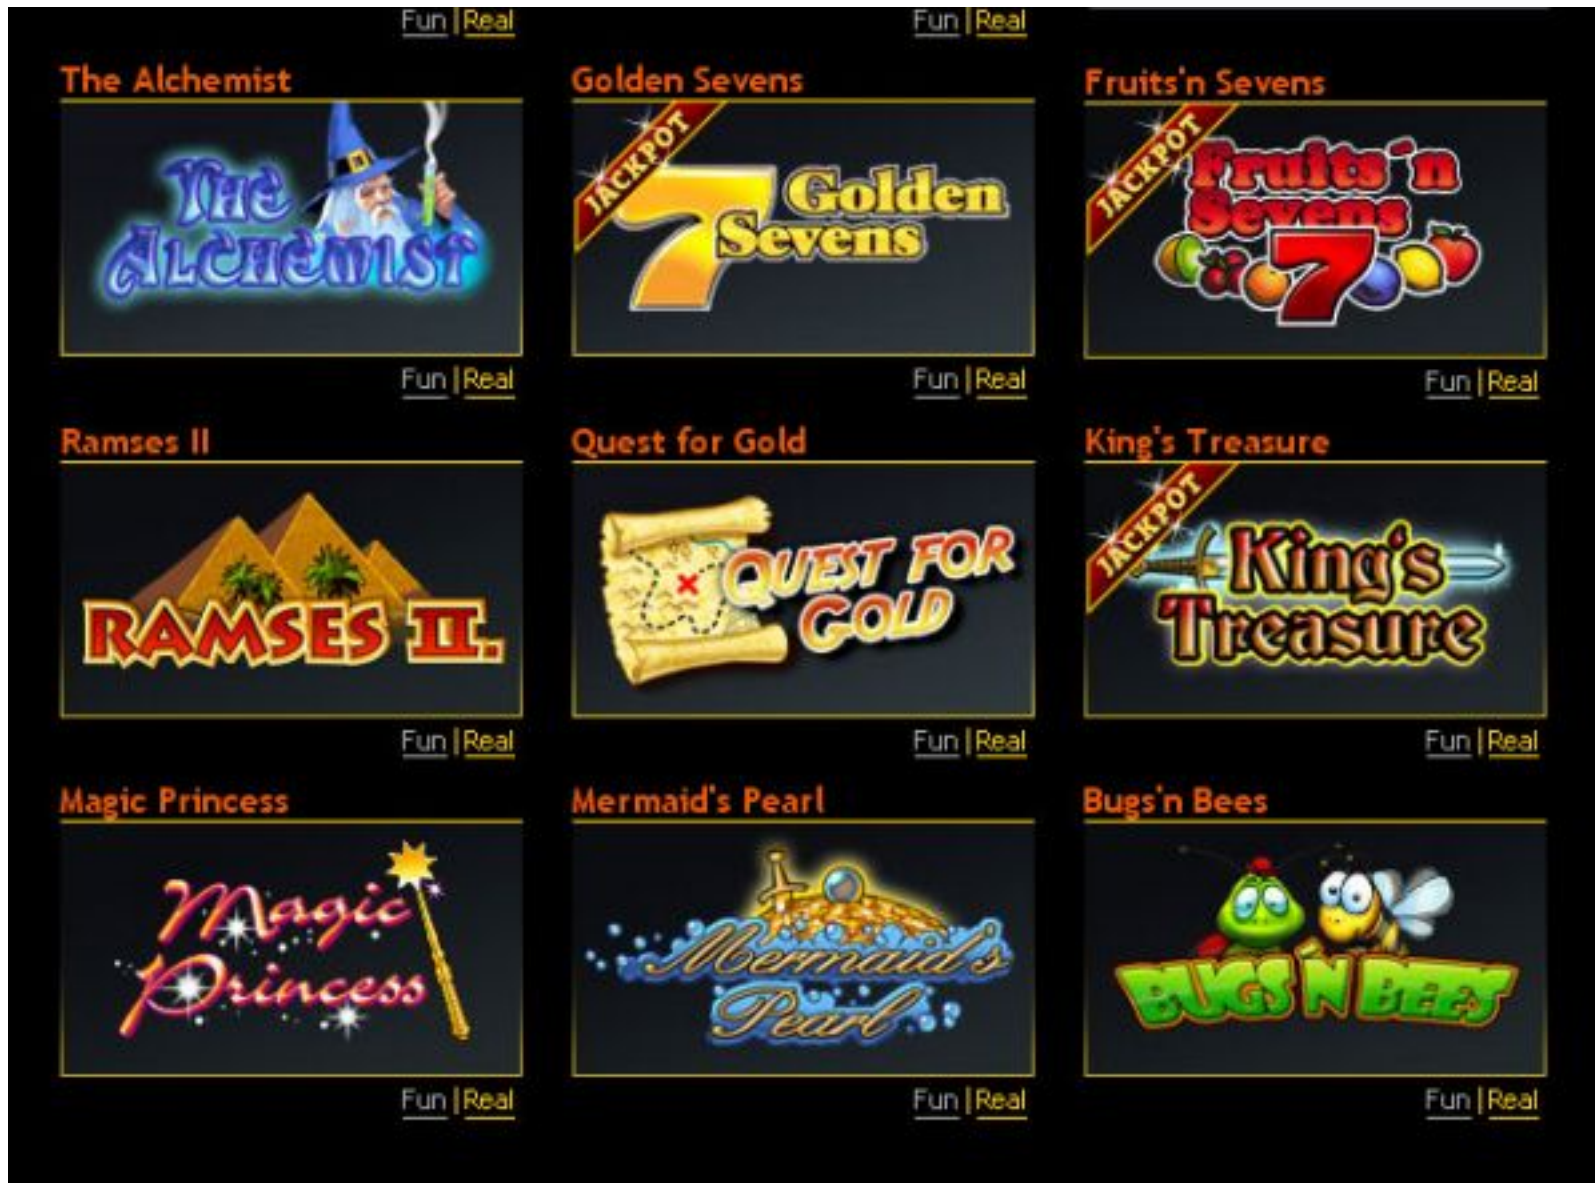 Fun | Real
Fun | Real
The Alchemist
Golden Sevens
Fruits'n Sevens
THE
ALCHEMIST
JACKPOT
7 Golden
Sevens
JACKPOT
Fruits'n
Sevens
7
Fun | Real
Fun | Real
Fun | Real
Ramses II
Quest for Gold
King's Treasure
RAMSES II.
QUEST FOR
GOLD
JACKPOT
King's
Treasure
Fun | Real
Fun | Real
Fun | Real
Magic Princess
Mermaid's Pearl
Bugs'n Bees
Magic
Princess
Mermaid's
Pearl
BUGS'N BEES
Fun | Real
Fun | Real
Fun | Real